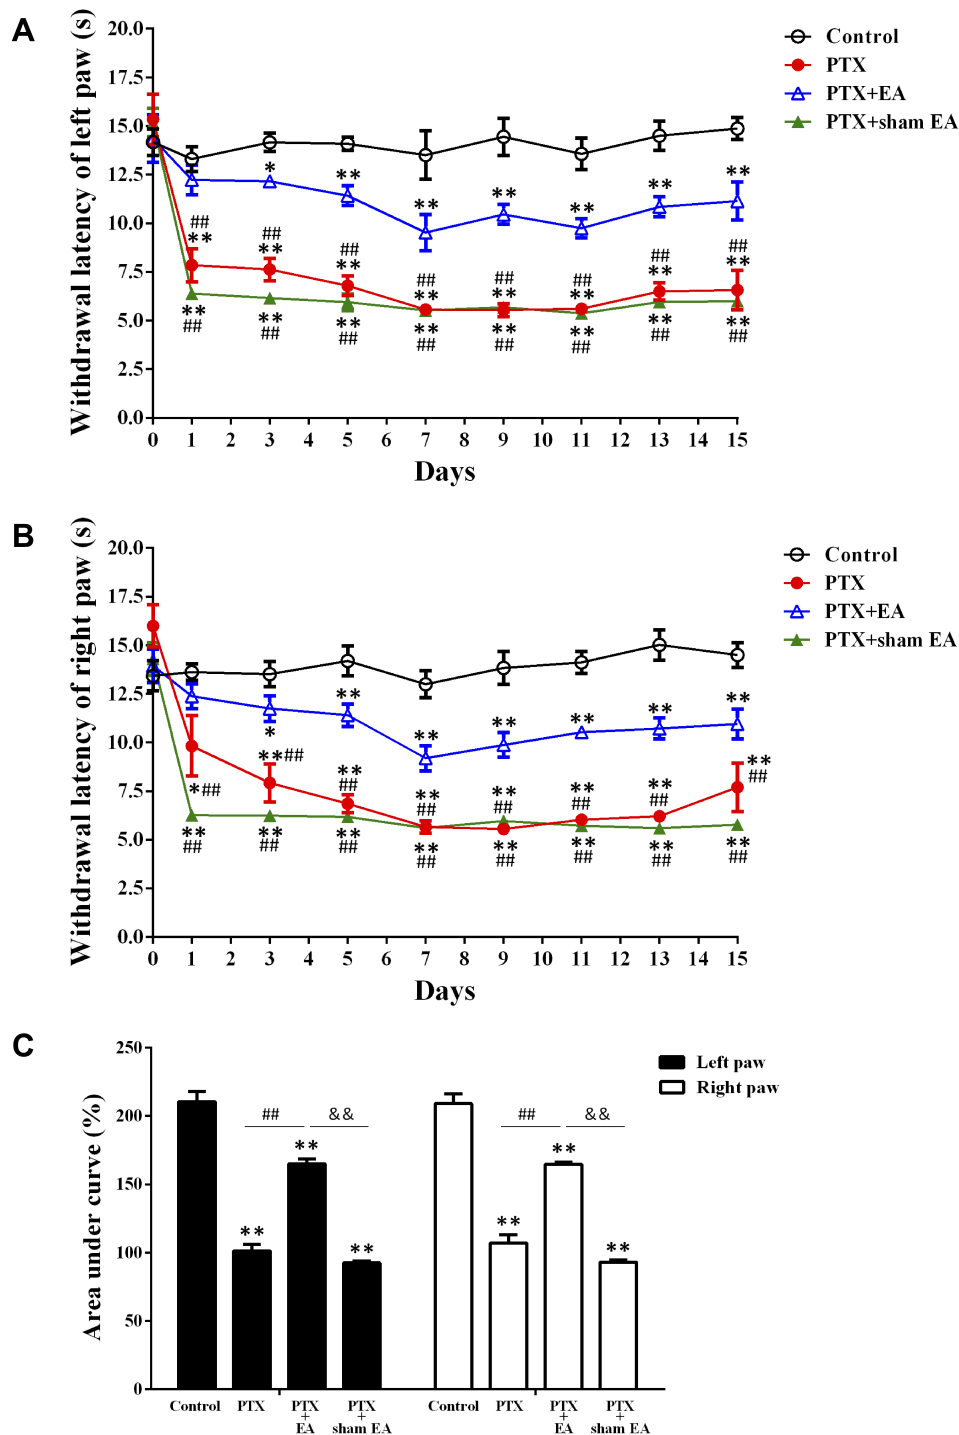 A
Withdrawal latency of left paw (s)
20.0
17.5
15.0
12.5
10.0
7.5
5.0
2.5
0.0
* ** ** ** ** ** **
## ## ## ## ## ## ## ##
** ** ** ** ** ** ** **
** ** ** ** ** ** ** **
## ## ## ## ## ## ## ##
0 1 2 3 4 5 6 7 8 9 10 11 12 13 14 15
Days
Control
PTX
PTX+EA
PTX+sham EA
B
Withdrawal latency of right paw (s)
20.0
17.5
15.0
12.5
10.0
7.5
5.0
2.5
0.0
* ** ** ** ** ** **
*## **## ** ** ** ** ** **
## ## ## ## ## ##
** ** ** ** ** ** ** **
## ## ## ## ## ## ## ##
0 1 2 3 4 5 6 7 8 9 10 11 12 13 14 15
Days
Control
PTX
PTX+EA
PTX+sham EA
C
Area under curve (%)
250
200
150
100
50
0
Left paw
Right paw
## && ## &&
** ** ** ** ** **
Control PTX PTX + EA PTX + sham EA Control PTX PTX + EA PTX + sham EA